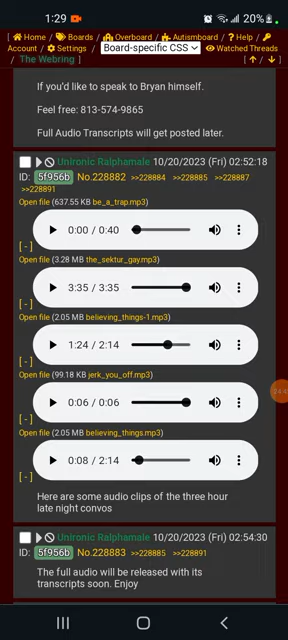 1:29 20%
[ Home / Boards / Overboard / Autismboard / ? Help / Account / Settings / Board-specific CSS Watched Threads
/ The Webring ] [ ↑ / ↓ ]
If you'd like to speak to Bryan himself.
Feel free: 813-574-9865
Full Audio Transcripts will get posted later.
Unironic Ralphamale 10/20/2023 (Fri) 02:52:18
ID: 5f956b No.228882 >>228884 >>228885 >>228887
>>228891
Open file (637.55 KB be_a_trap.mp3)
0:00 / 0:40
[-]
Open file (3.28 MB the_sektur_gay.mp3)
3:35 / 3:35
[-]
Open file (2.05 MB believing_things-1.mp3)
1:24 / 2:14
[-]
Open file (99.18 KB jerk_you_off.mp3)
0:06 / 0:06
[-]
Open file (2.05 MB believing_things.mp3)
0:08 / 2:14
[-]
Here are some audio clips of the three hour
late night convos
Unironic Ralphamale 10/20/2023 (Fri) 02:54:30
ID: 5f956b No.228883 >>228885 >>228891
The full audio will be released with its
transcripts soon. Enjoy